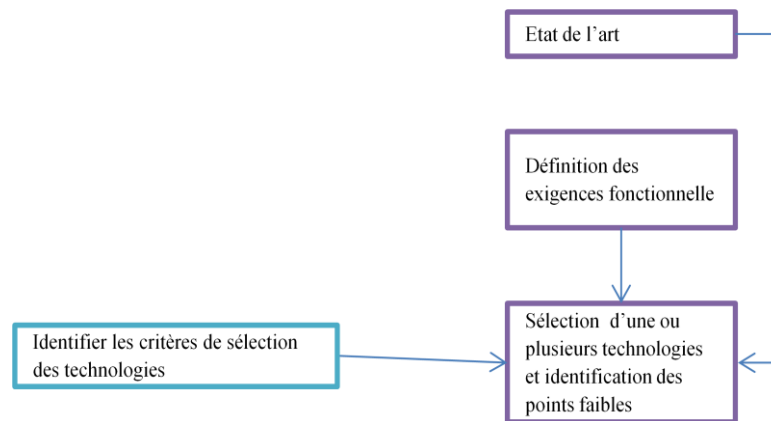 Etat de l’art
Définition des
exigences fonctionnelle
Identifier les critères de sélection
des technologies
Sélection d’une ou
plusieurs technologies
et identification des
points faibles